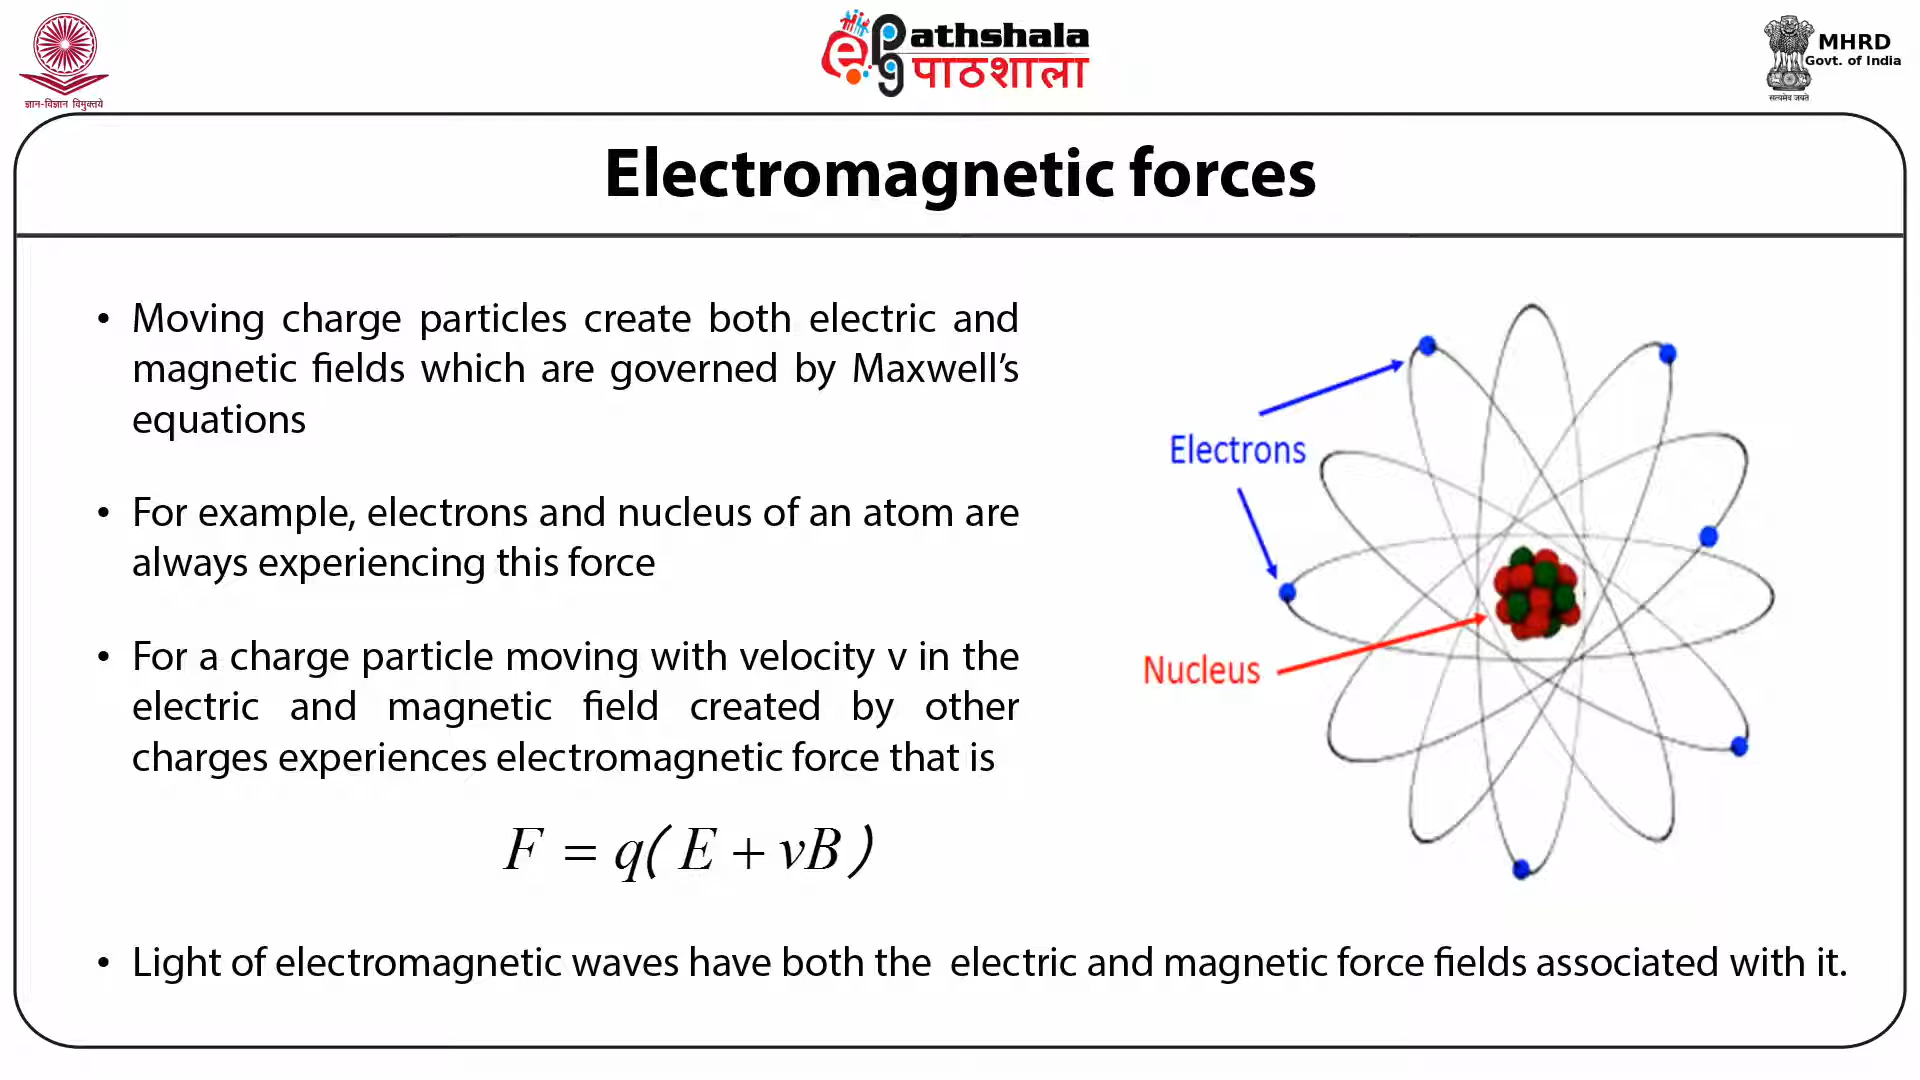 ज्ञान-विज्ञान विमुक्तये
ePathshala
पाठशाला
MHRD
Govt. of India
सत्यमेव जयते
Electromagnetic forces
• Moving charge particles create both electric and
magnetic fields which are governed by Maxwell’s
equations
• For example, electrons and nucleus of an atom are
always experiencing this force
• For a charge particle moving with velocity v in the
electric and magnetic field created by other
charges experiences electromagnetic force that is
F = q( E + vB )
• Light of electromagnetic waves have both the  electric and magnetic force fields associated with it.
Electrons
Nucleus